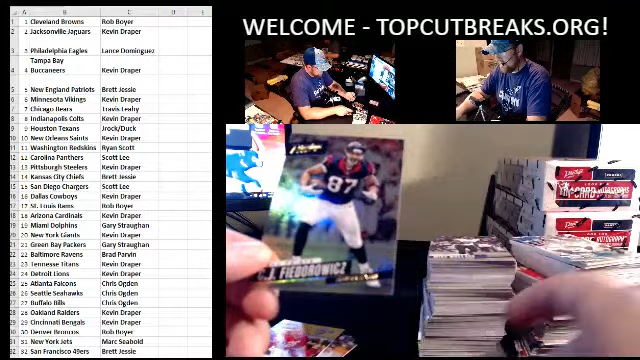 WELCOME - TOPCUTBREAKS.ORG!
A B C D E
1 Cleveland Browns Rob Boyer
2 Jacksonville Jaguars Kevin Draper
3 Philadelphia Eagles Lance Dominguez
Tampa Bay
4 Buccaneers Kevin Draper
5 New England Patriots Brett Jessie
6 Minnesota Vikings Kevin Draper
7 Chicago Bears Travis Leahy
8 Indianapolis Colts Kevin Draper
9 Houston Texans Jrock/Duck
10 New Orleans Saints Kevin Draper
11 Washington Redskins Ryan Scott
12 Carolina Panthers Scott Lee
13 Pittsburgh Steelers Kevin Draper
14 Kansas City Chiefs Brett Jessie
15 San Diego Chargers Scott Lee
16 Dallas Cowboys Kevin Draper
17 St. Louis Rams Rob Boyer
18 Arizona Cardinals Kevin Draper
19 Miami Dolphins Gary Straughan
20 New York Giants Kevin Draper
21 Green Bay Packers Gary Straughan
22 Baltimore Ravens Brad Parvin
23 Tennessee Titans Kevin Draper
24 Detroit Lions Kevin Draper
25 Atlanta Falcons Chris Ogden
26 Seattle Seahawks Chris Ogden
27 Buffalo Bills Chris Ogden
28 Oakland Raiders Kevin Draper
29 Cincinnati Bengals Kevin Draper
30 Denver Broncos Rob Boyer
31 New York Jets Marc Seabold
32 San Francisco 49ers Brett Jessie
87
C.J. FIEDOROWICZ